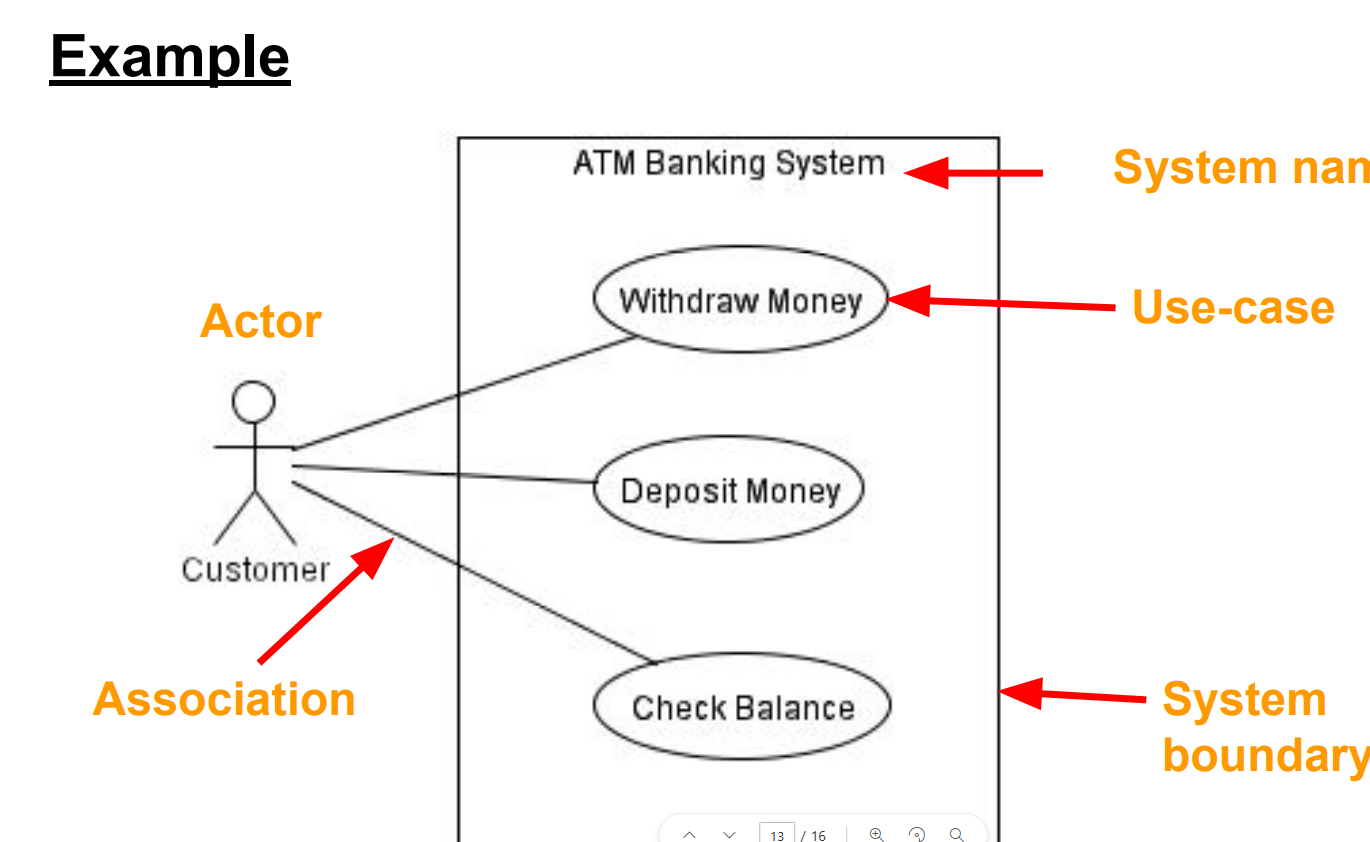 Example
ATM Banking System
System nam
Withdraw Money
Use-case
Actor
Deposit Money
Customer
Association
Check Balance
System
boundary
13 / 16